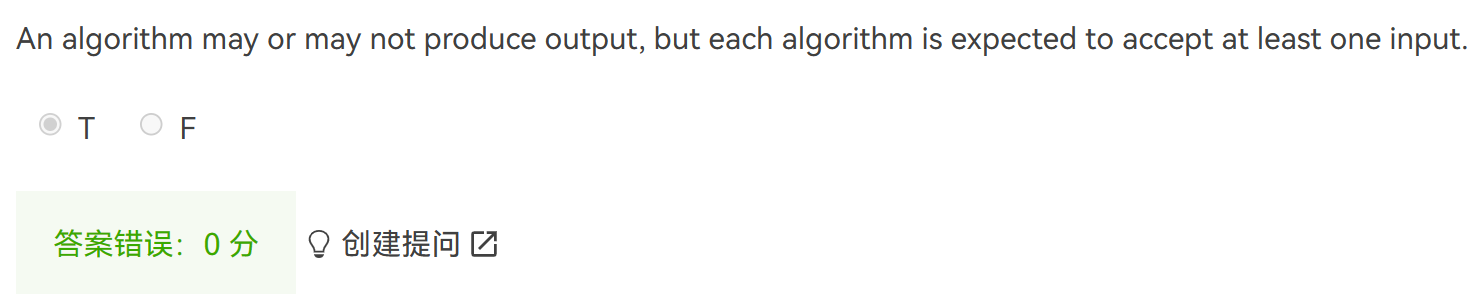 An algorithm may or may not produce output, but each algorithm is expected to accept at least one input.
T F
答案错误：0 分 创建提问